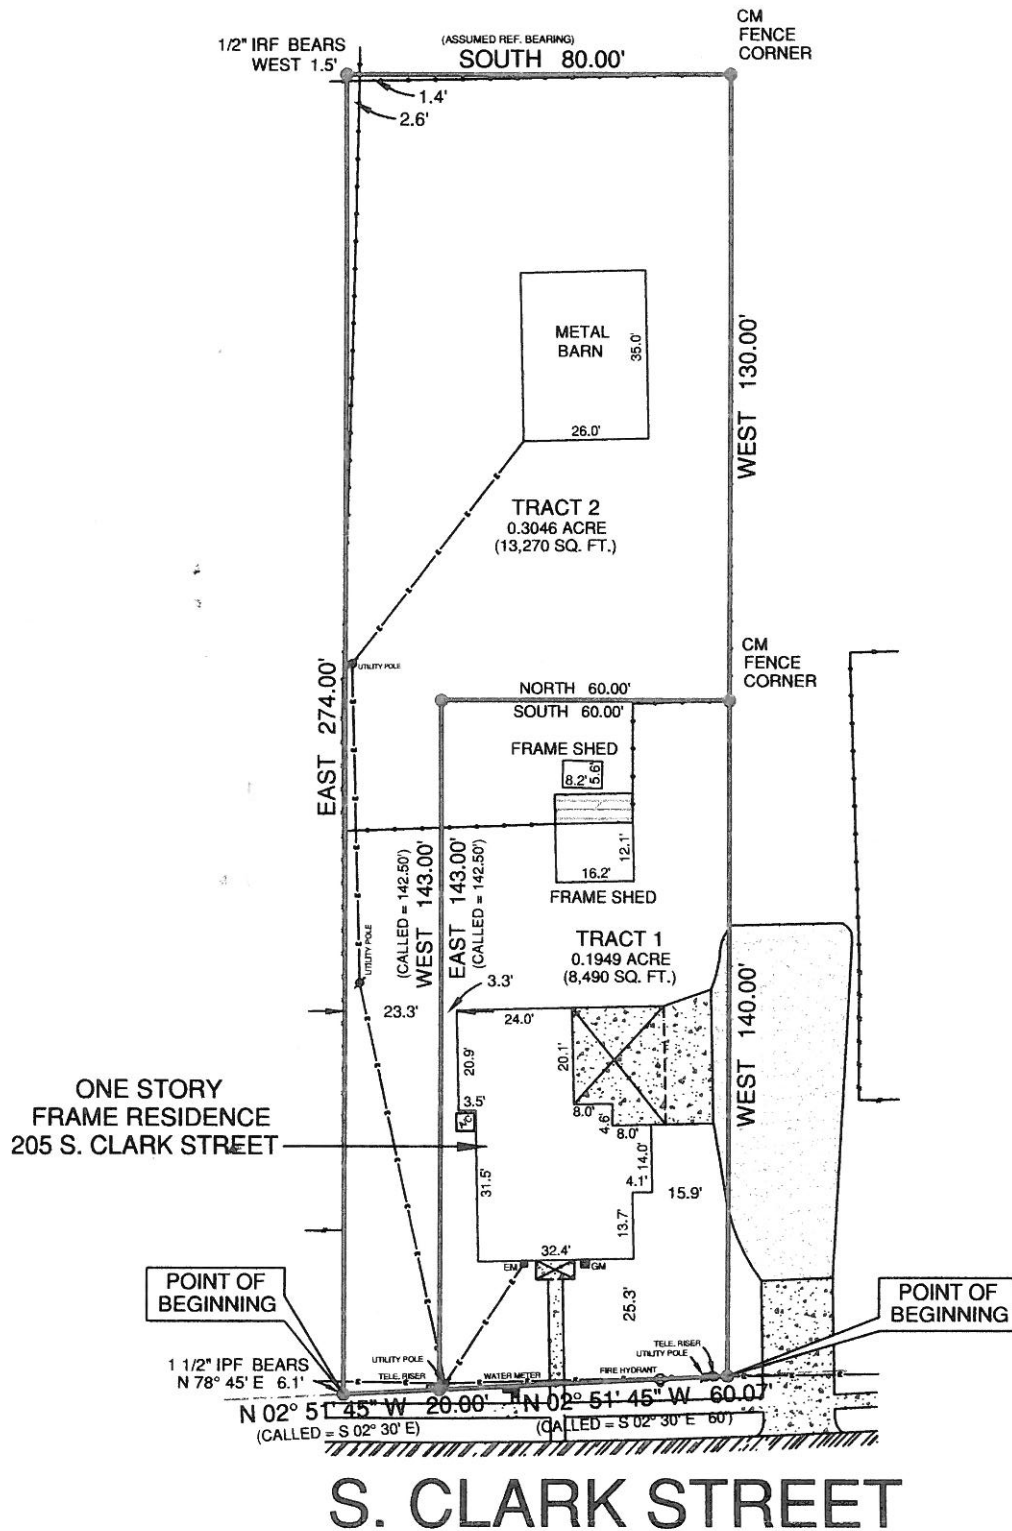 CM
FENCE
CORNER
1/2" IRF BEARS
WEST 1.5'
(ASSUMED REF. BEARING)
SOUTH 80.00'
1.4'
2.6'
METAL
BARN
35.0'
26.0'
WEST 130.00'
TRACT 2
0.3046 ACRE
(13,270 SQ. FT.)
UTILITY POLE
CM
FENCE
CORNER
EAST 274.00'
NORTH 60.00'
SOUTH 60.00'
FRAME SHED
8.2'
5.6'
12.1'
16.2'
FRAME SHED
(CALLED = 142.50')
WEST 143.00'
EAST 143.00'
(CALLED = 142.50')
UTILITY POLE
TRACT 1
0.1949 ACRE
(8,490 SQ. FT.)
3.3'
23.3'
24.0'
WEST 140.00'
20.9'
20.1'
3.5'
8.0'
4.6'
8.0'
ONE STORY
FRAME RESIDENCE
205 S. CLARK STREET
31.5'
14.0'
4.1'
15.9'
13.7'
32.4'
EM
GM
25.3'
POINT OF
BEGINNING
POINT OF
BEGINNING
1 1/2" IPF BEARS
N 78° 45' E 6.1'
UTILITY POLE
TELE. RISER
WATER METER
FIRE HYDRANT
TELE. RISER
UTILITY POLE
N 02° 51' 45" W 20.00'
N 02° 51' 45" W 60.07'
(CALLED = S 02° 30' E)
(CALLED = S 02° 30' E 60')
S. CLARK STREET